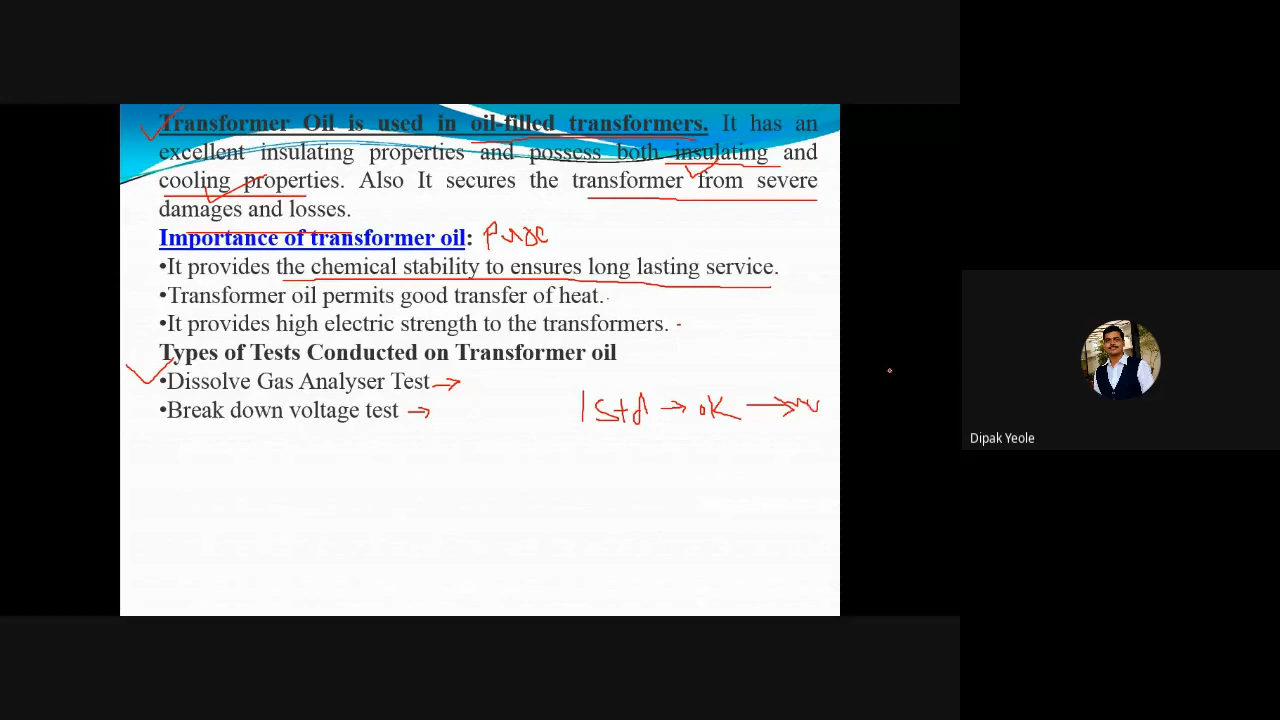 Transformer Oil is used in oil-filled transformers. It has an
excellent insulating properties and possess both insulating and
cooling properties. Also It secures the transformer from severe
damages and losses.
Importance of transformer oil:
•It provides the chemical stability to ensures long lasting service.
•Transformer oil permits good transfer of heat.
•It provides high electric strength to the transformers.
Types of Tests Conducted on Transformer oil
•Dissolve Gas Analyser Test →
•Break down voltage test → Std → OK →
Dipak Yeole